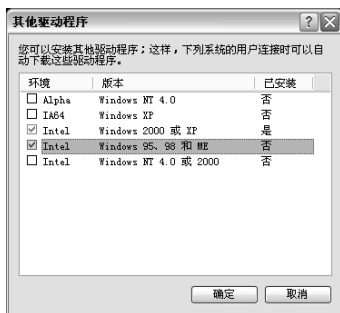 其他驱动程序
您可以安装其他驱动程序；这样，下列系统的用户连接时可以自
动下载这些驱动程序。
环境 版本 已安装
Alpha Windows NT 4.0 否
IA64 Windows XP 否
Intel Windows 2000 或 XP 是
Intel Windows 95、98 和 ME 否
Intel Windows NT 4.0 或 2000 否
确定 取消